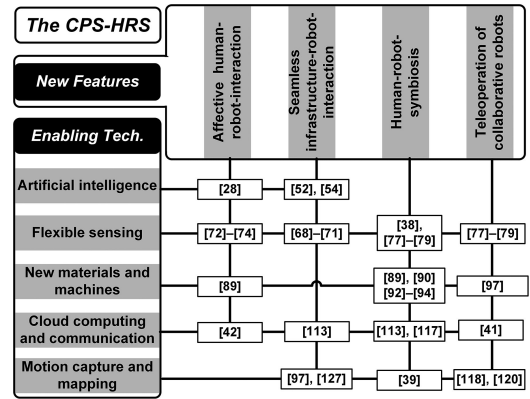 The CPS-HRS
New Features
Affective human-
robot-interaction
Seamless
infrastructure-robot-
interaction
Human-robot-
symbiosis
Teleoperation of
collaborative robots
Enabling Tech.
Artificial intelligence
[28]
[52], [54]
Flexible sensing
[72]–[74]
[68]–[71]
[38],
[77]–[79]
[77]–[79]
New materials and
machines
[89]
[89], [90]
[92]–[94]
[97]
Cloud computing
and communication
[42]
[113]
[113], [117]
[41]
Motion capture and
mapping
[97], [127]
[39]
[118], [120]